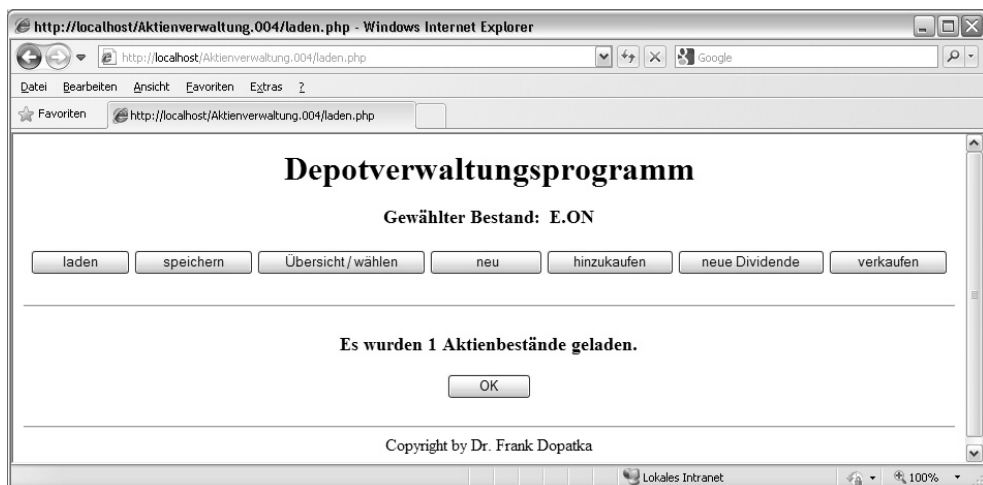 http://localhost/Aktienverwaltung.004/laden.php - Windows Internet Explorer
http://localhost/Aktienverwaltung.004/laden.php
Google
Datei Bearbeiten Ansicht Favoriten Extras ?
Favoriten http://localhost/Aktienverwaltung.004/laden.php
Depotverwaltungsprogramm
Gewählter Bestand: E.ON
laden speichern Übersicht / wählen neu hinzukaufen neue Dividende verkaufen
Es wurden 1 Aktienbestände geladen.
OK
Copyright by Dr. Frank Dopatka
Lokales Intranet 100%